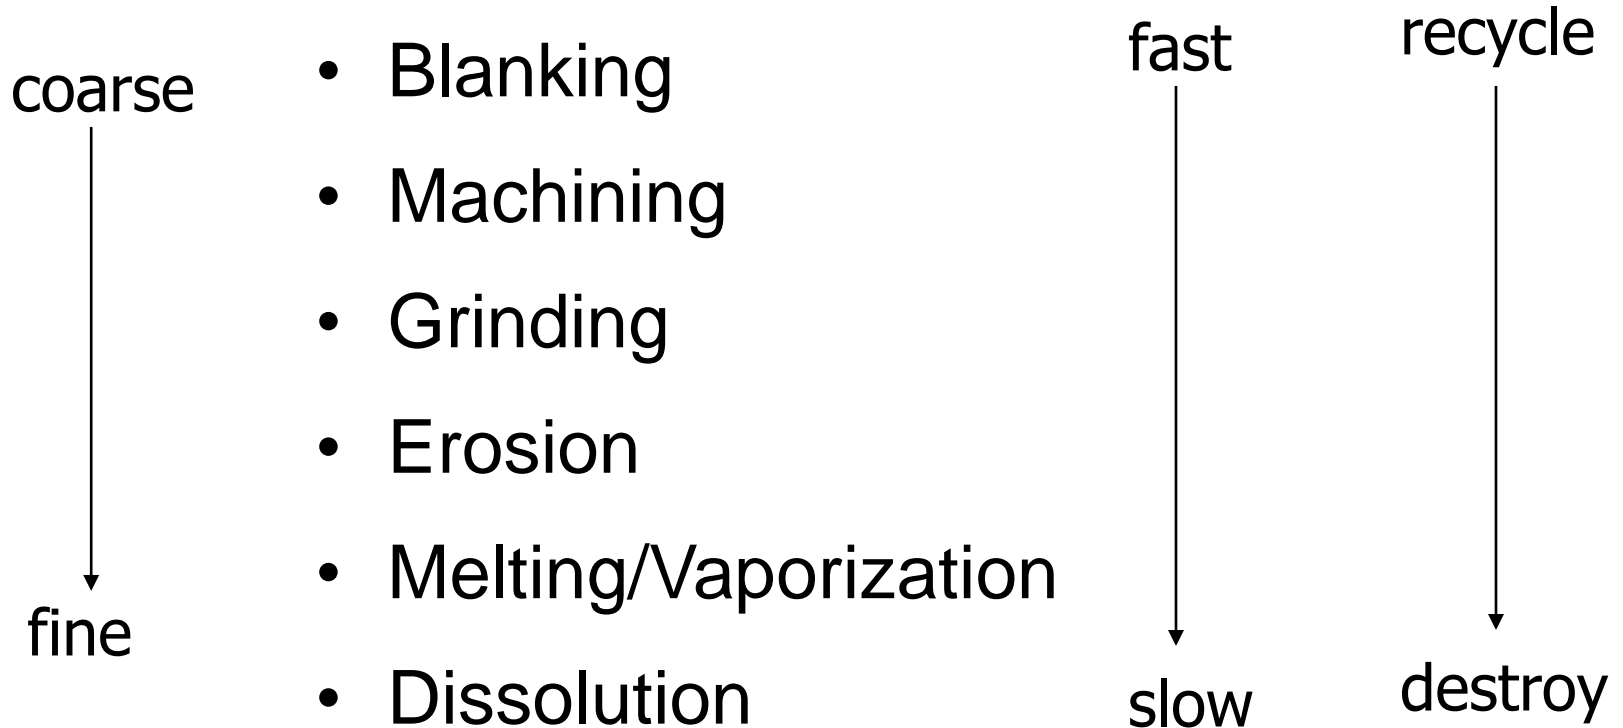 coarse
fine
• Blanking
• Machining
• Grinding
• Erosion
• Melting/Vaporization
• Dissolution
fast
slow
recycle
destroy